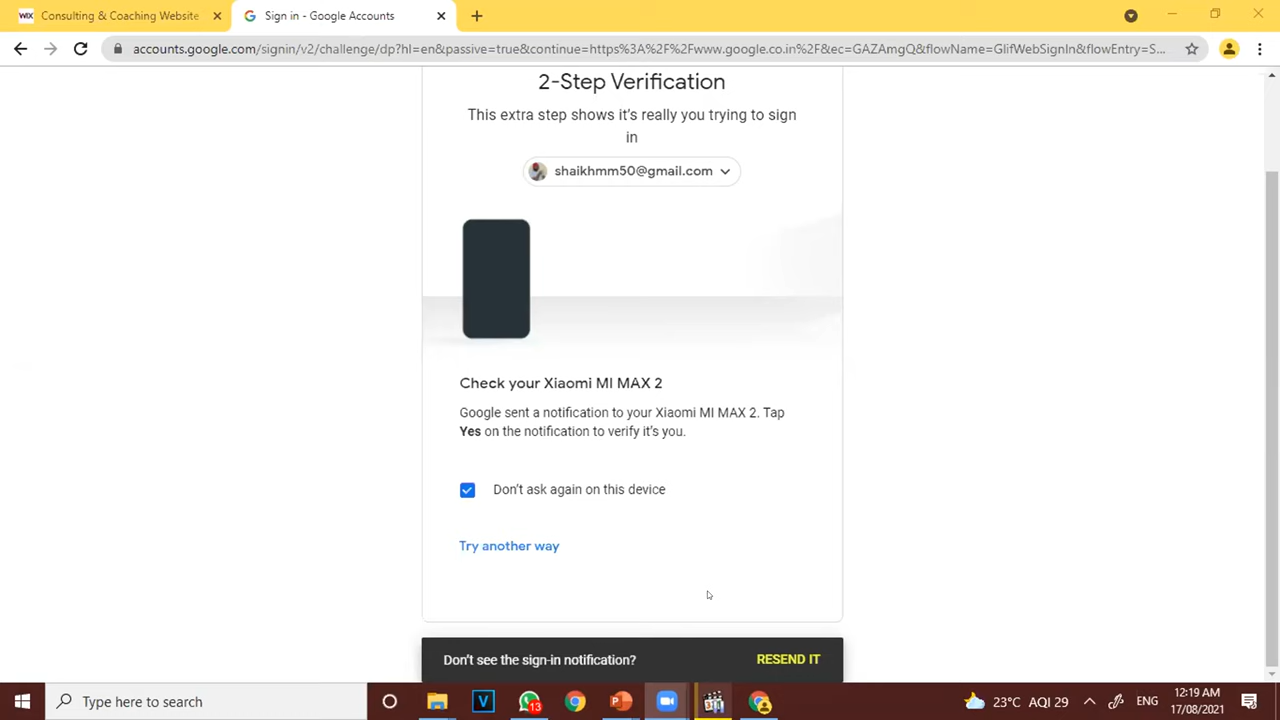 Consulting & Coaching Website
Sign in - Google Accounts
accounts.google.com/signin/v2/challenge/dp?hl=en&passive=true&continue=https%3A%2F%2Fwww.google.co.in%2F&ec=GAZAmgQ&flowName=GlifWebSignIn&flowEntry=S...
2-Step Verification
This extra step shows it's really you trying to sign
in
shaikhmm50@gmail.com
Check your Xiaomi MI MAX 2
Google sent a notification to your Xiaomi MI MAX 2. Tap
Yes on the notification to verify it's you.
Don't ask again on this device
Try another way
Don't see the sign-in notification?
RESEND IT
Type here to search
13
23°C AQI 29
ENG
12:19 AM
17/08/2021